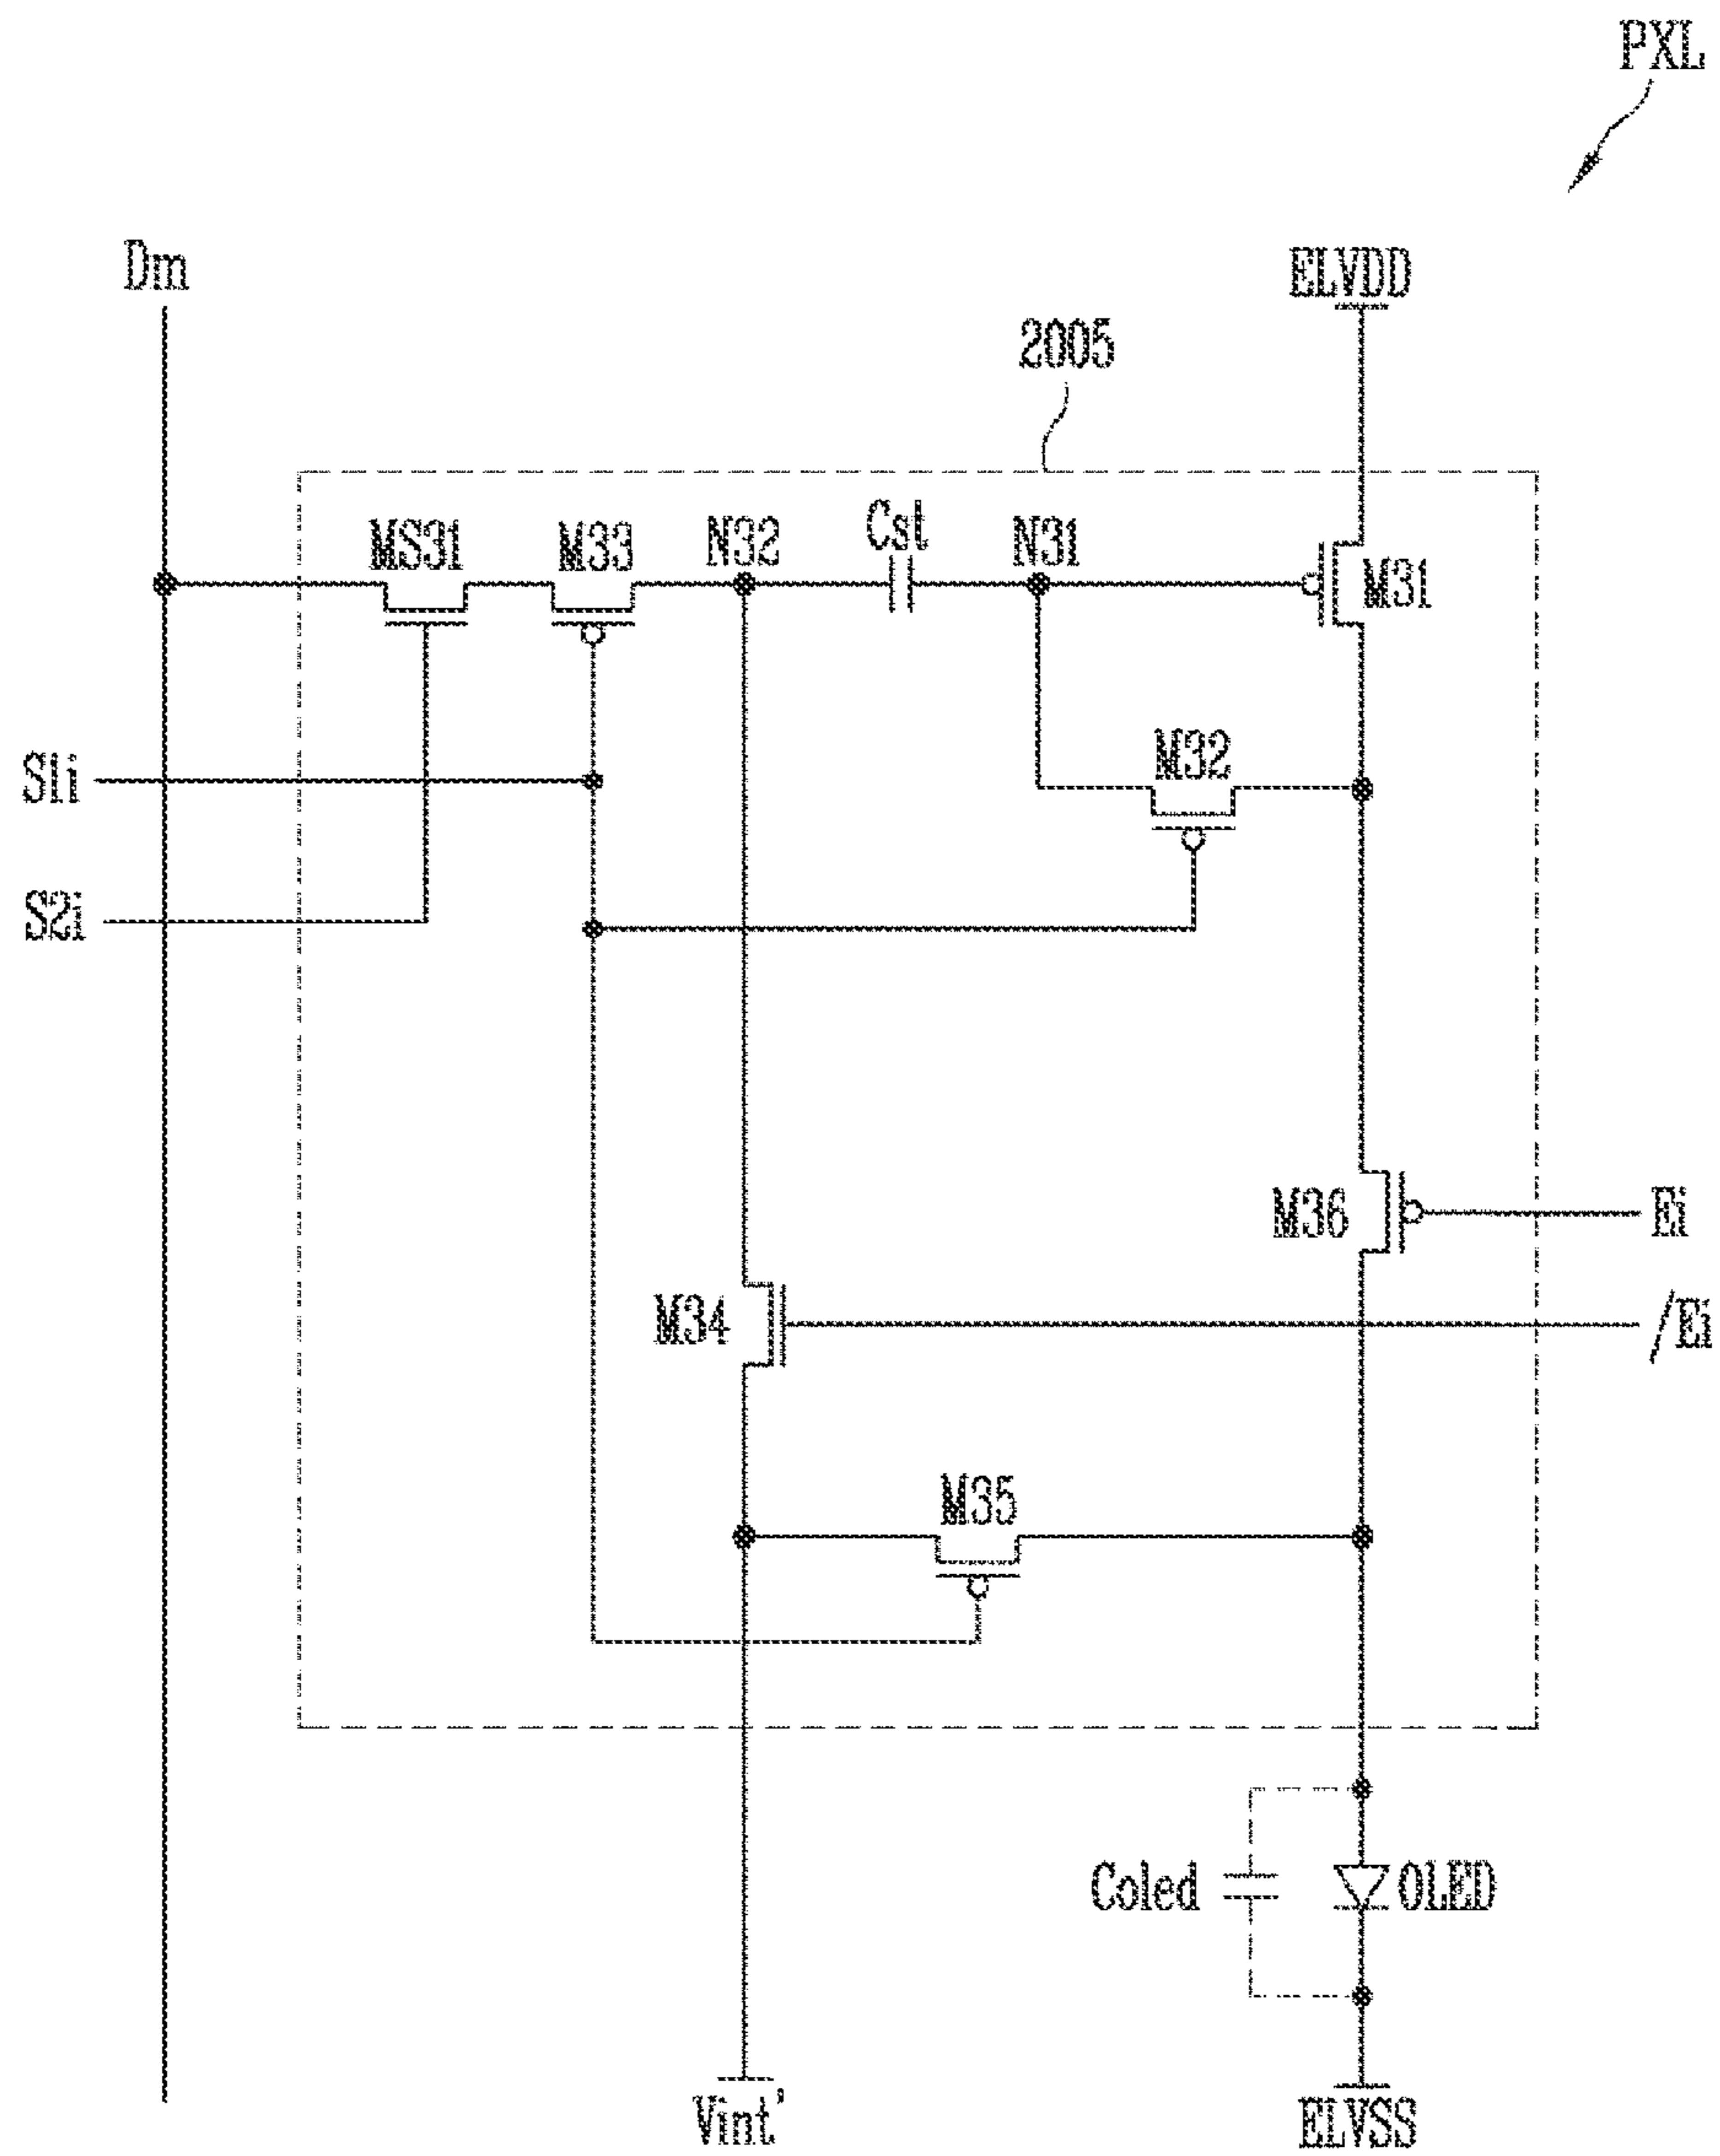 PXL
Dm
ELVDD
2005
MS31
M33
N32
Cst
N31
M31
M32
S1i
S2i
M36
Ei
M34
/Ei
M35
Coled
OLED
Vint'
ELVSS